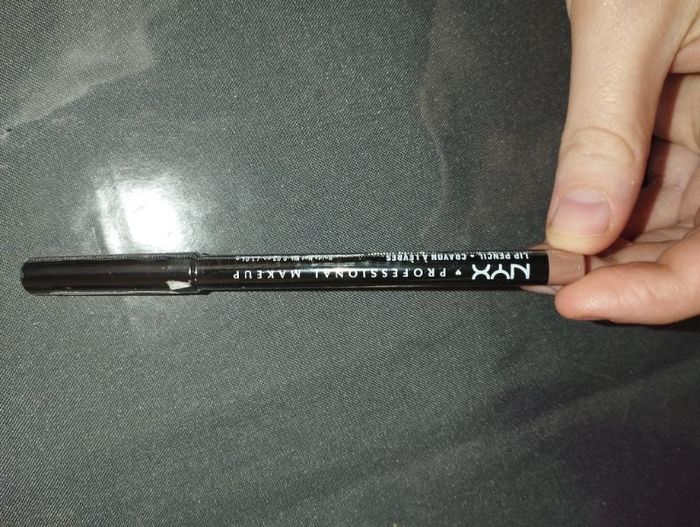 NYX
♥ PROFESSIONAL MAKEUP
LIP PENCIL • CRAYON À LÈVRES